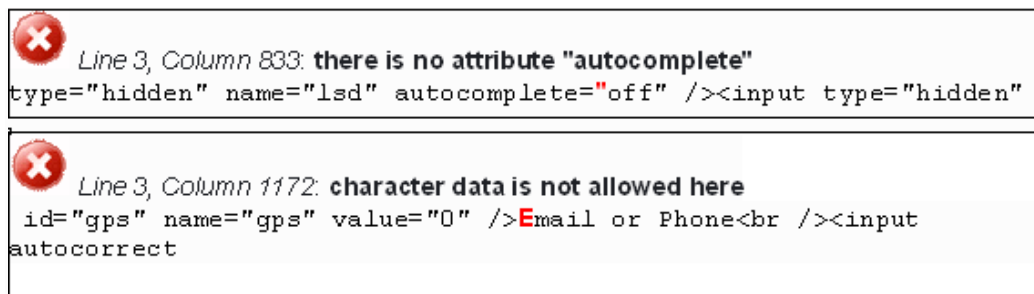 Line 3, Column 833: there is no attribute "autocomplete"
type="hidden" name="lsd" autocomplete="off" /><input type="hidden"
Line 3, Column 1172: character data is not allowed here
id="gps" name="gps" value="0" />Email or Phone<br /><input
autocorrect